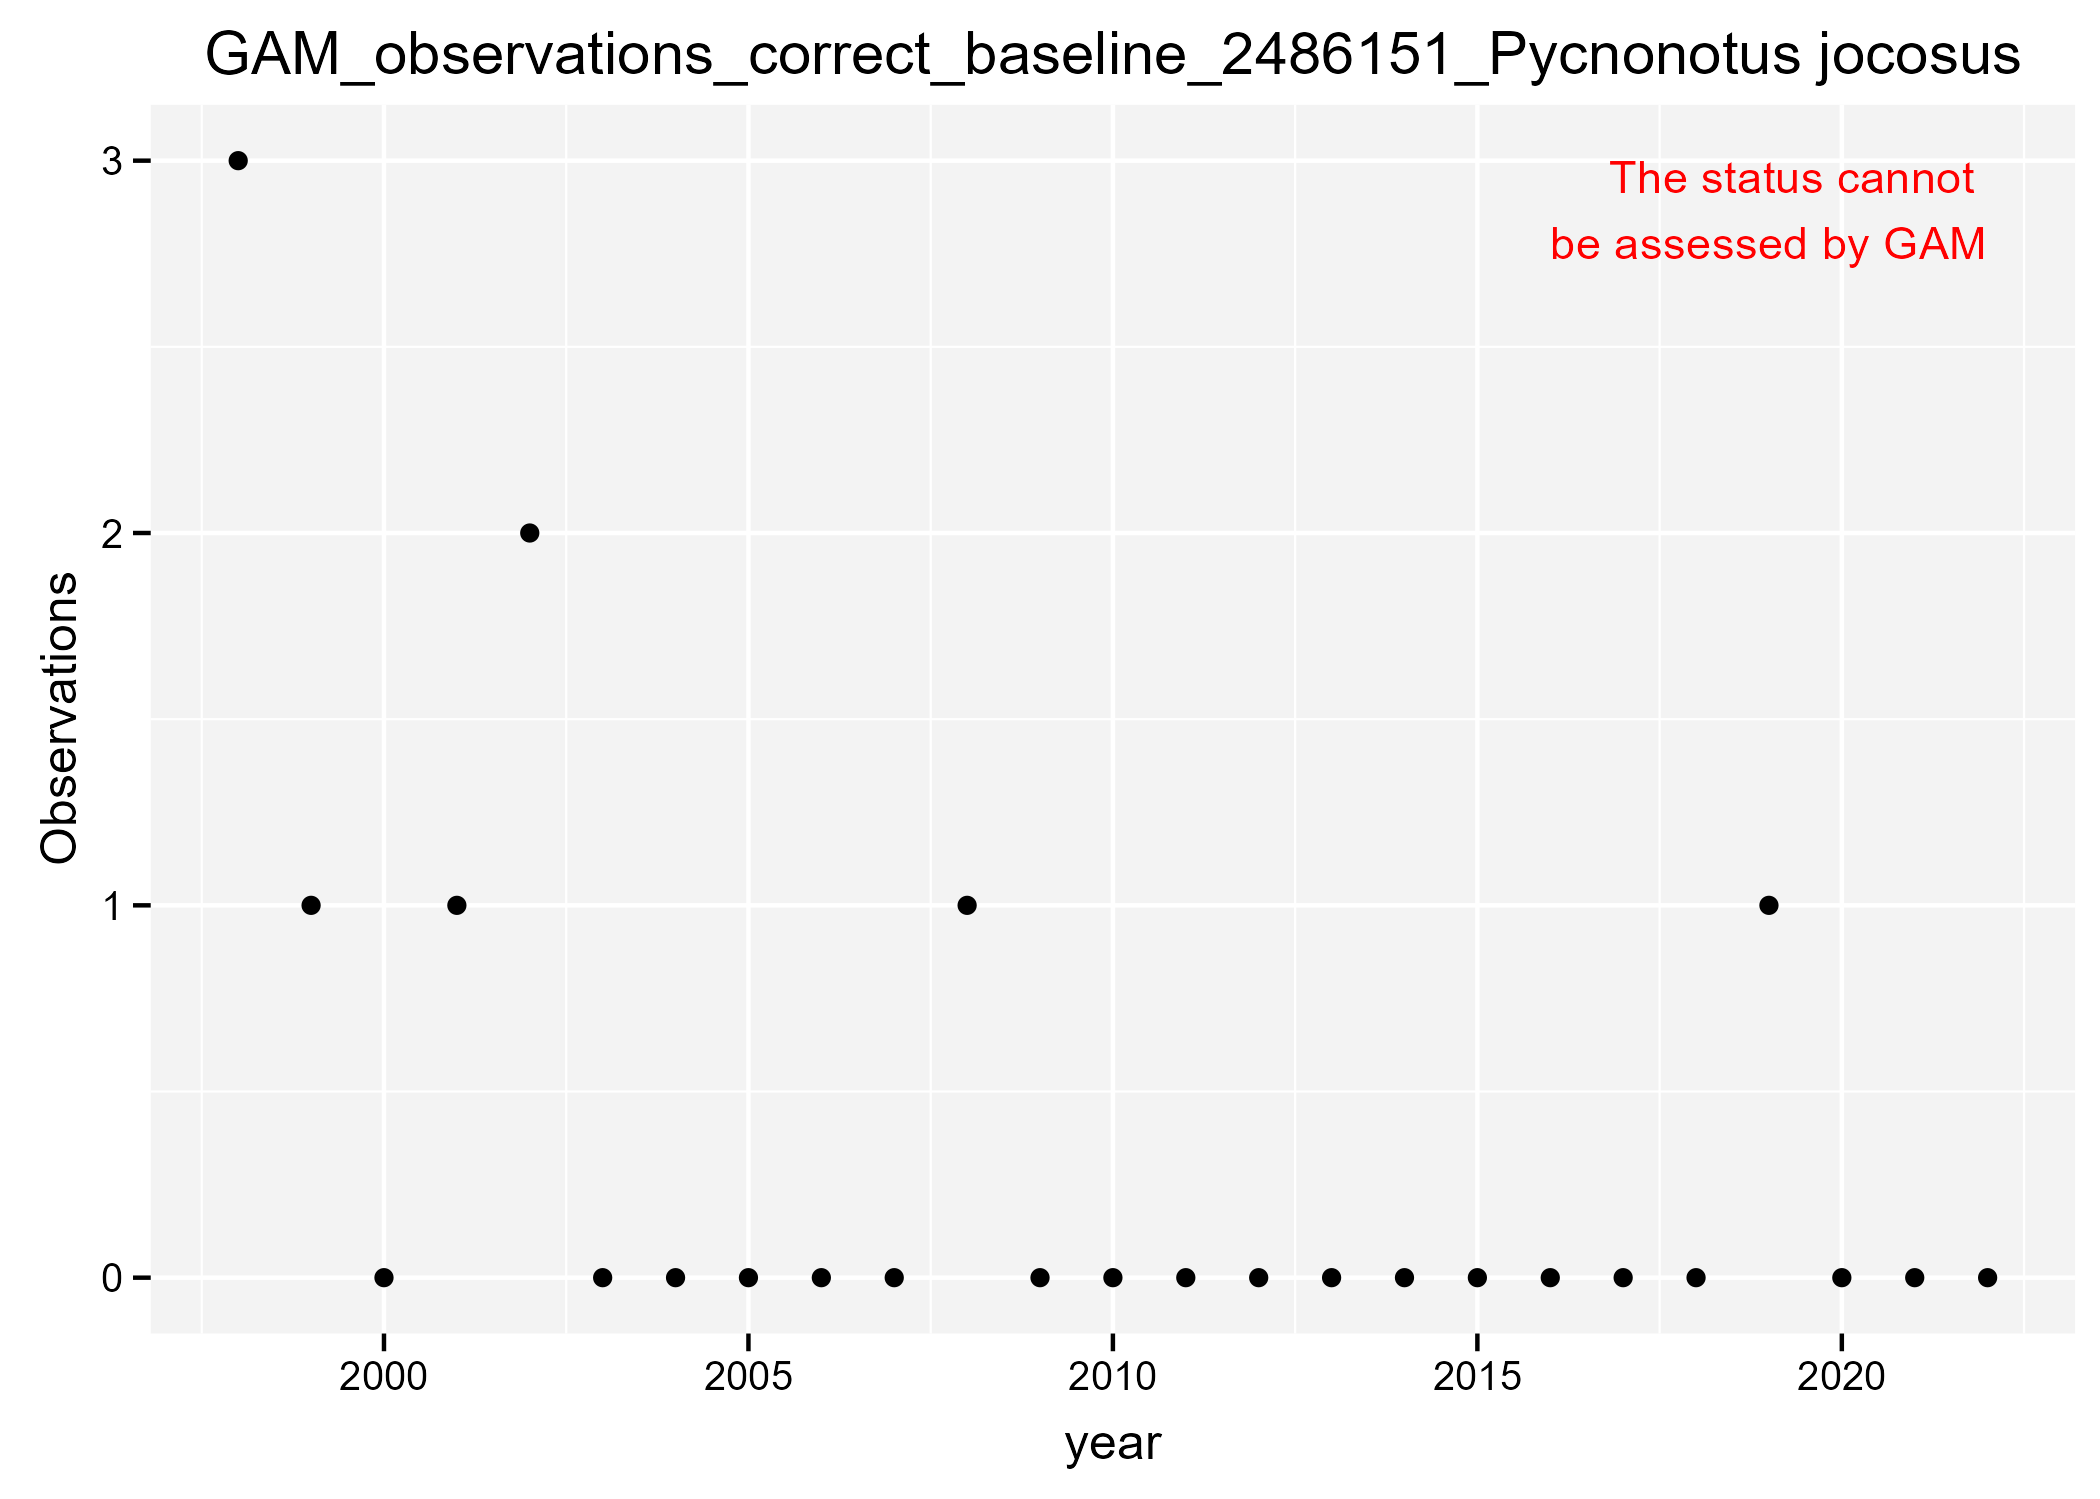 GAM_observations_correct_baseline_2486151_Pycnonotus jocosus
3
The status cannot
be assessed by GAM
2
Observations
1
0
2000 2005 2010 2015 2020
year